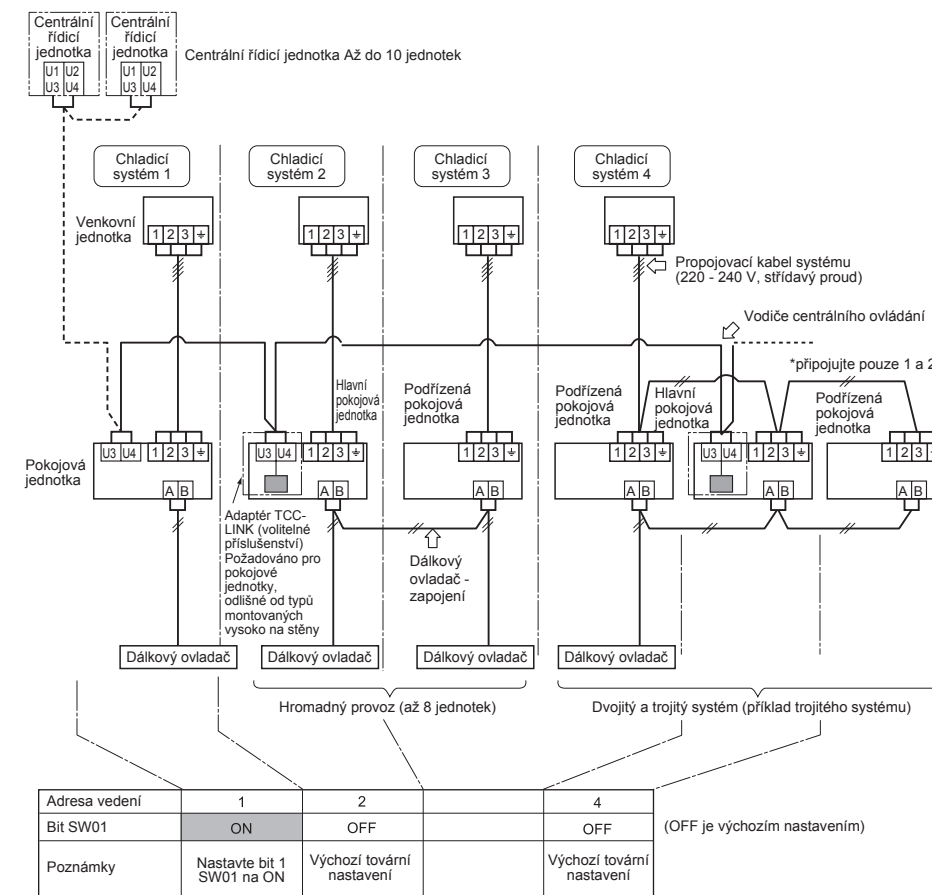 Centrální
řídicí
jednotka
Centrální
řídicí
jednotka
U1 U2
U3 U4
U1 U2
U3 U4
Centrální řídicí jednotka Až do 10 jednotek
Chladicí
systém 1
Chladicí
systém 2
Chladicí
systém 3
Chladicí
systém 4
Venkovní
jednotka
1 2 3
1 2 3
1 2 3
1 2 3
Propojovací kabel systému
(220 - 240 V, střídavý proud)
Vodiče centrálního ovládání
*připojujte pouze 1 a 2
Hlavní
pokojová
jednotka
Podřízená
pokojová
jednotka
Podřízená
pokojová
jednotka
Hlavní
pokojová
jednotka
Podřízená
pokojová
jednotka
Pokojová
jednotka
U3 U4 1 2 3
U3 U4 1 2 3
1 2 3
1 2 3
U3 U4 1 2 3
1 2 3
A B
A B
A B
A B
A B
A B
Adaptér TCC-
LINK (volitelné
příslušenství)
Požadováno pro
pokojové
jednotky,
odlišné od typů
montovaných
vysoko na stěny
Dálkový
ovladač -
zapojení
Dálkový ovladač
Dálkový ovladač
Dálkový ovladač
Dálkový ovladač
Hromadný provoz (až 8 jednotek)
Dvojitý a trojitý systém (příklad trojitého systému)
Adresa vedení 1 2 4
Bit SW01 ON OFF OFF
(OFF je výchozím nastavením)
Poznámky
Nastavte bit 1
SW01 na ON
Výchozí tovární
nastavení
Výchozí tovární
nastavení